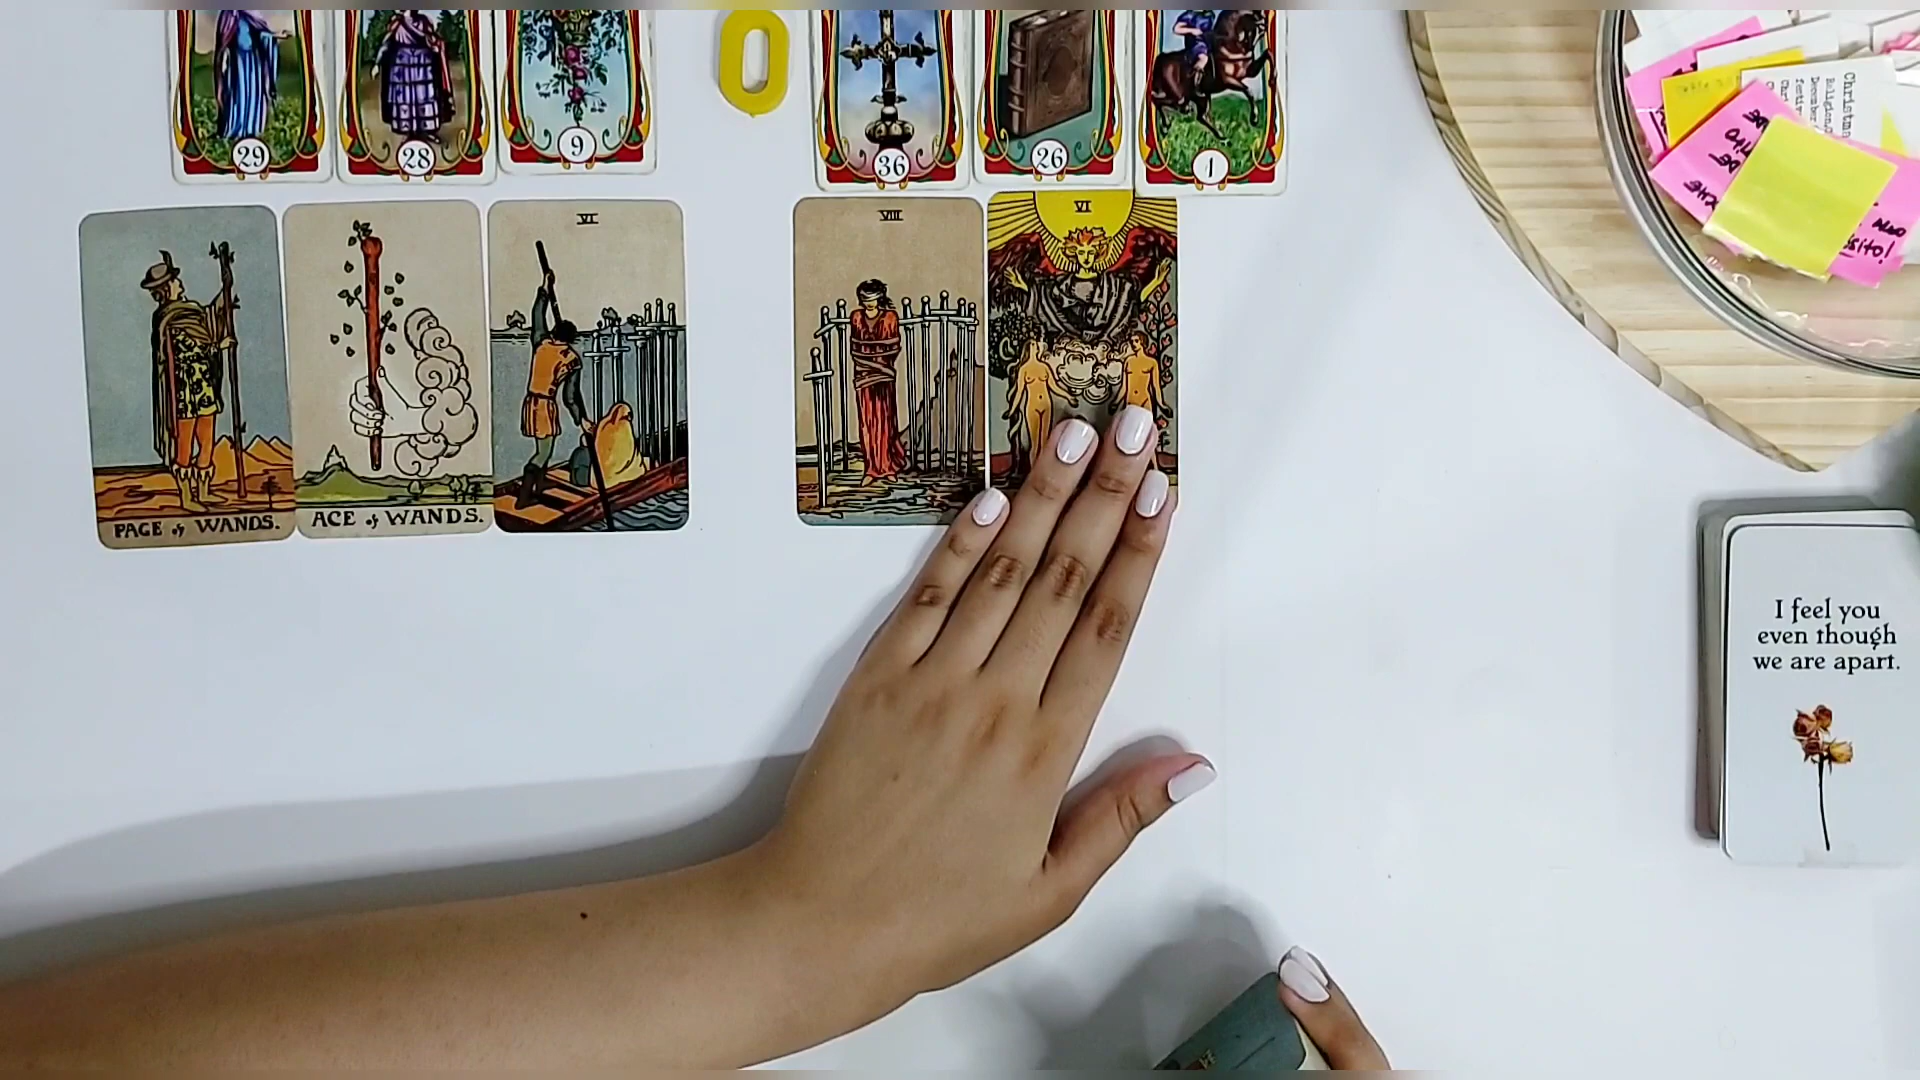 29
28
9
0
36
26
1
PAGE of WANDS.
ACE of WANDS.
VI
VIII
VI
I feel you
even though
we are apart.